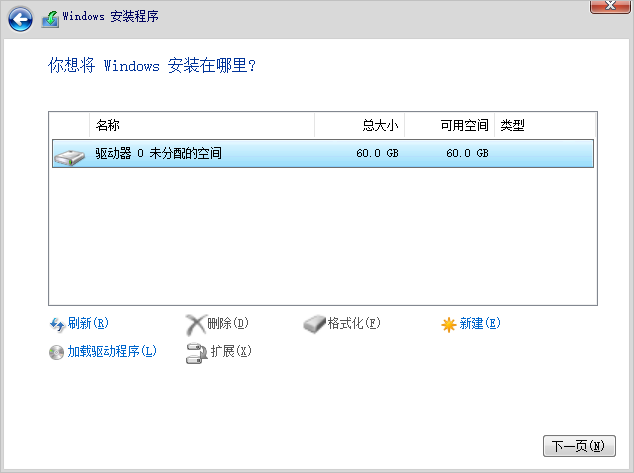 Windows 安装程序
你想将 Windows 安装在哪里?
名称 总大小 可用空间 类型
驱动器 0 未分配的空间 60.0 GB 60.0 GB
刷新(R) 删除(D) 格式化(F) 新建(E)
加载驱动程序(L) 扩展(X)
下一页(N)